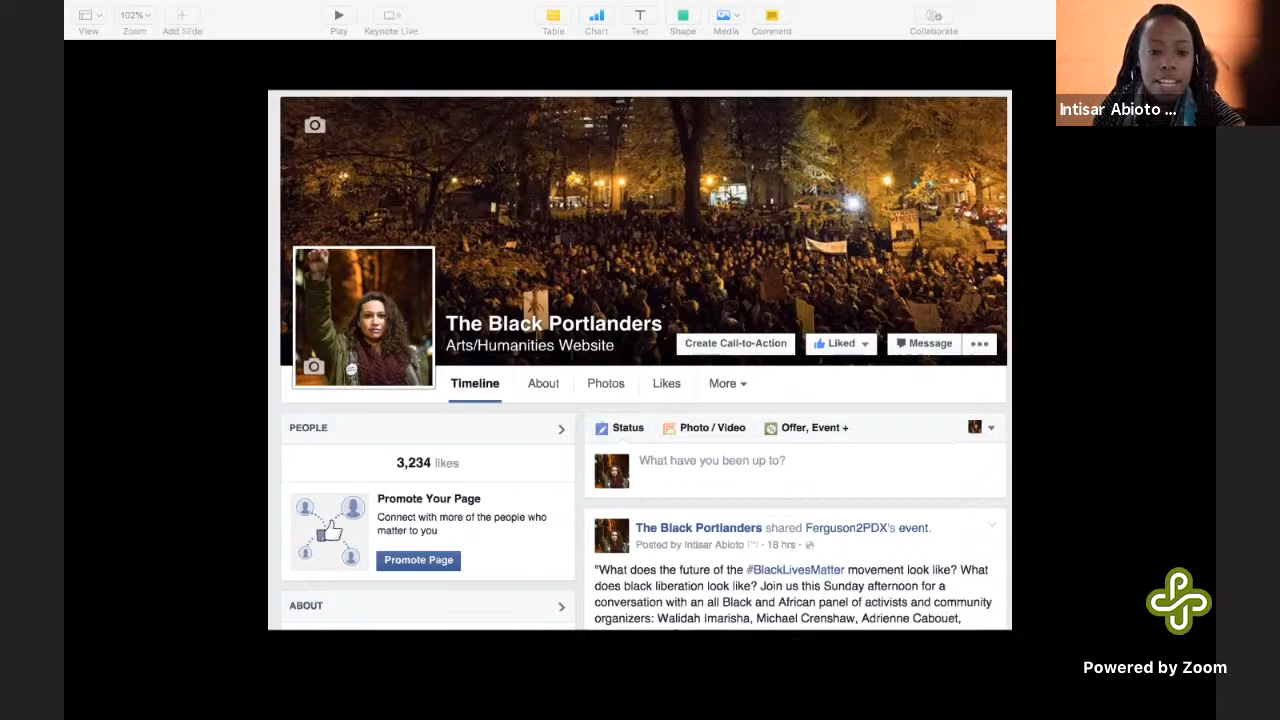 View
102%
Zoom
Add Slide
Play
Keynote Live
Table
Chart
Text
Shape
Media
Comment
Collaborate
Intisar Abioto ...
The Black Portlanders
Arts/Humanities Website
Create Call-to-Action
Liked
Message
Timeline
About
Photos
Likes
More
PEOPLE
3,234 likes
Promote Your Page
Connect with more of the people who
matter to you
Promote Page
ABOUT
Status
Photo / Video
Offer, Event +
What have you been up to?
The Black Portlanders shared Ferguson2PDX's event.
Posted by Intisar Abioto [?] · 18 hrs ·
"What does the future of the #BlackLivesMatter movement look like? What
does black liberation look like? Join us this Sunday afternoon for a
conversation with an all Black and African panel of activists and community
organizers: Walidah Imarisha, Michael Crenshaw, Adrienne Cabouet,
Powered by Zoom